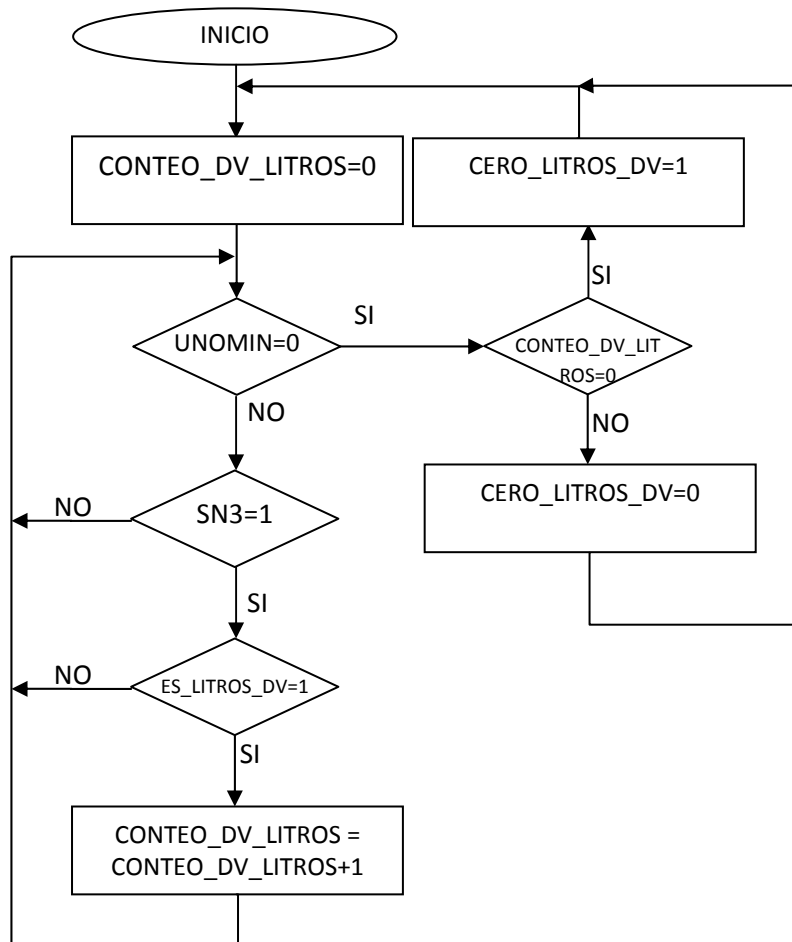 INICIO
CONTEO_DV_LITROS=0
CERO_LITROS_DV=1
SI
SI
UNOMIN=0
CONTEO_DV_LIT
ROS=0
NO
NO
CERO_LITROS_DV=0
NO
SN3=1
SI
NO
ES_LITROS_DV=1
SI
CONTEO_DV_LITROS =
CONTEO_DV_LITROS+1